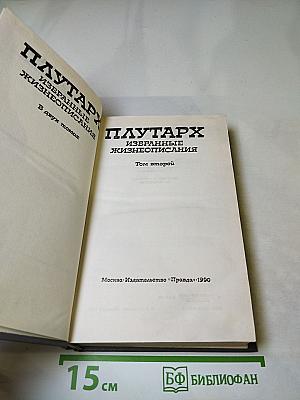 ПЛУТАРХ
ИЗБРАННЫЕ
ЖИЗНЕОПИСАНИЯ
В двух томах
ПЛУТАРХ
ИЗБРАННЫЕ
ЖИЗНЕОПИСАНИЯ
Том второй
Москва·Издательство «Правда»·1990
15 см
БФ БИБЛИОФАН